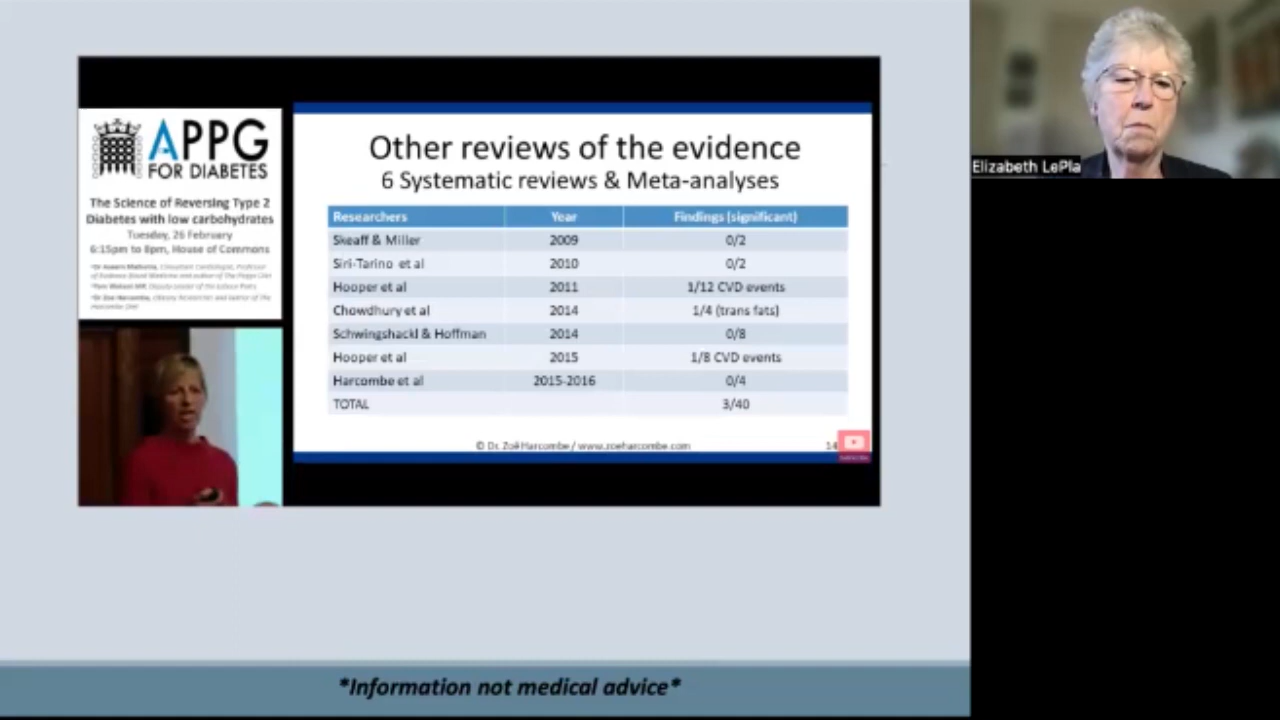 APPG
FOR DIABETES
The Science of Reversing Type 2
Diabetes with low carbohydrates
Tuesday, 26 February
6:15pm to 8pm, House of Commons
Other reviews of the evidence
6 Systematic reviews & Meta-analyses
Researchers Year Findings (significant)
Skeaff & Miller 2009 0/2
Siri-Tarino et al 2010 0/2
Hooper et al 2011 1/12 CVD events
Chowdhury et al 2014 1/4 (trans fats)
Schwingshackl & Hoffman 2014 0/8
Hooper et al 2015 1/8 CVD events
Harcombe et al 2015-2016 0/4
TOTAL 3/40
© Dr. Zoë Harcombe / www.zoeharcombe.com
14
Elizabeth LePla
*Information not medical advice*